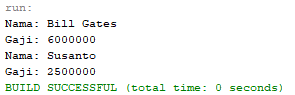 run:
Nama: Bill Gates
Gaji: 6000000
Nama: Susanto
Gaji: 2500000
BUILD SUCCESSFUL (total time: 0 seconds)